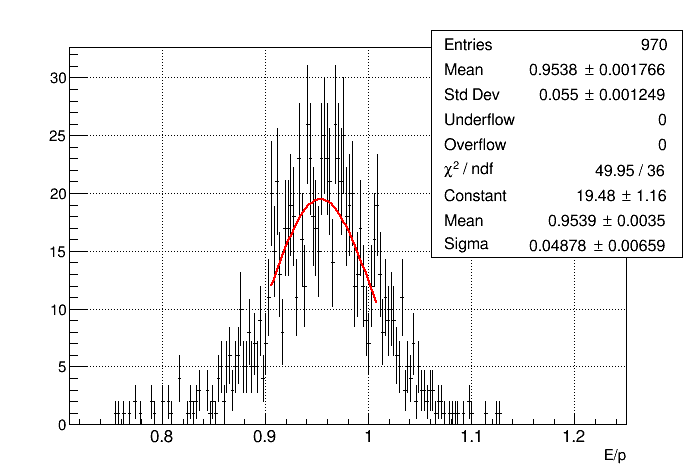 Entries 970
Mean 0.9538 ± 0.001766
Std Dev 0.055 ± 0.001249
Underflow 0
Overflow 0
χ² / ndf 49.95 / 36
Constant 19.48 ± 1.16
Mean 0.9539 ± 0.0035
Sigma 0.04878 ± 0.00659
30
25
20
15
10
5
0
0.8 0.9 1 1.1 1.2
E/p